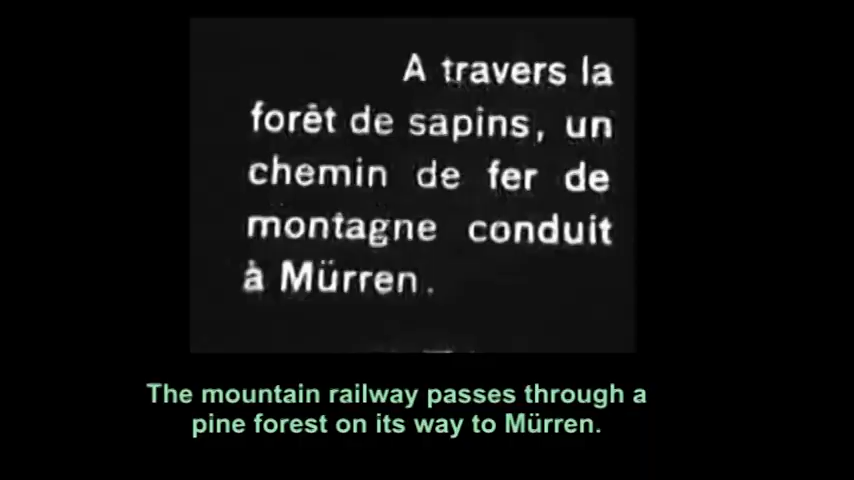 A travers la
forêt de sapins, un
chemin de fer de
montagne conduit
à Mürren.
The mountain railway passes through a
pine forest on its way to Mürren.